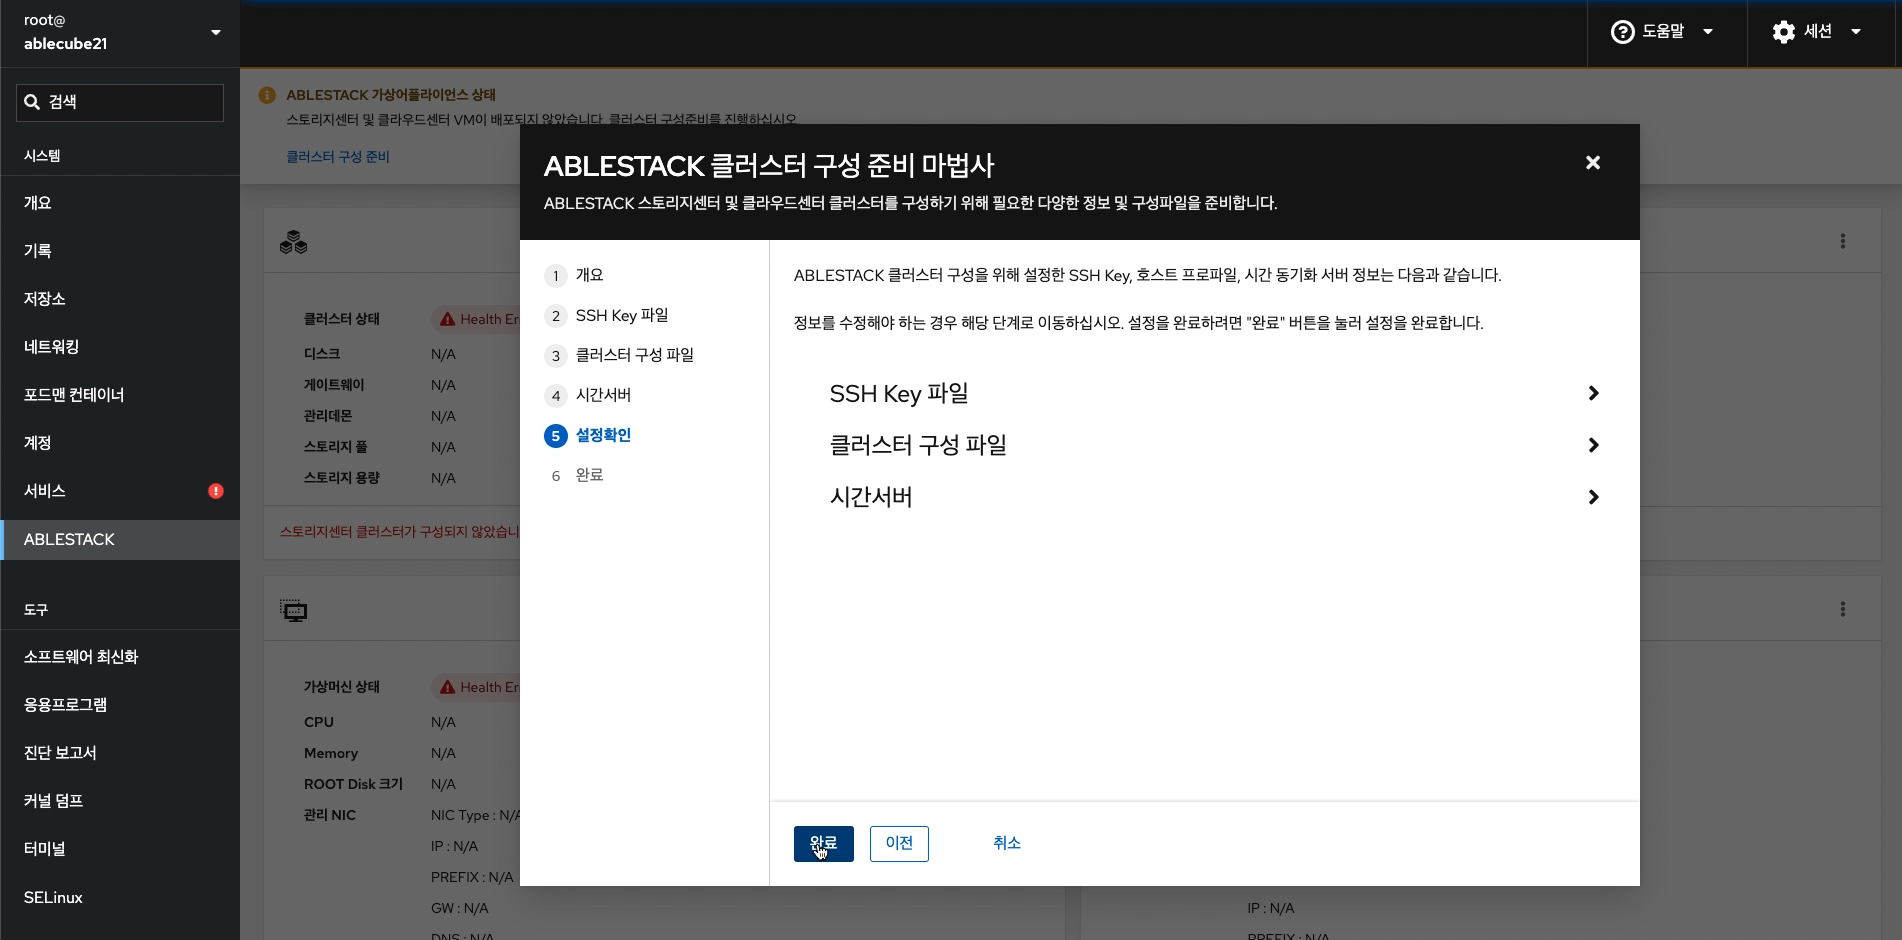 root@
ablecube21
도움말
세션
검색
시스템
개요
기록
저장소
네트워킹
포드맨 컨테이너
계정
서비스
ABLESTACK
도구
소프트웨어 최신화
응용프로그램
진단 보고서
커널 덤프
터미널
SELinux
ABLESTACK 가상어플라이언스 상태
스토리지센터 및 클라우드센터 VM이 배포되지 않았습니다. 클러스터 구성준비를 진행하십시오.
클러스터 구성 준비
클러스터 상태
Health Er
디스크 N/A
게이트웨이 N/A
관리데몬 N/A
스토리지 풀 N/A
스토리지 용량 N/A
스토리지센터 클러스터가 구성되지 않았습니
가상머신 상태
Health Er
CPU N/A
Memory N/A
ROOT Disk 크기 N/A
관리 NIC NIC Type : N/A
IP : N/A
PREFIX : N/A
GW : N/A
DNS : N/A
IP : N/A
PREFIX : N/A
ABLESTACK 클러스터 구성 준비 마법사
ABLESTACK 스토리지센터 및 클라우드센터 클러스터를 구성하기 위해 필요한 다양한 정보 및 구성파일을 준비합니다.
1 개요
2 SSH Key 파일
3 클러스터 구성 파일
4 시간서버
5 설정확인
6 완료
ABLESTACK 클러스터 구성을 위해 설정한 SSH Key, 호스트 프로파일, 시간 동기화 서버 정보는 다음과 같습니다.
정보를 수정해야 하는 경우 해당 단계로 이동하십시오. 설정을 완료하려면 "완료" 버튼을 눌러 설정을 완료합니다.
SSH Key 파일
클러스터 구성 파일
시간서버
완료
이전
취소